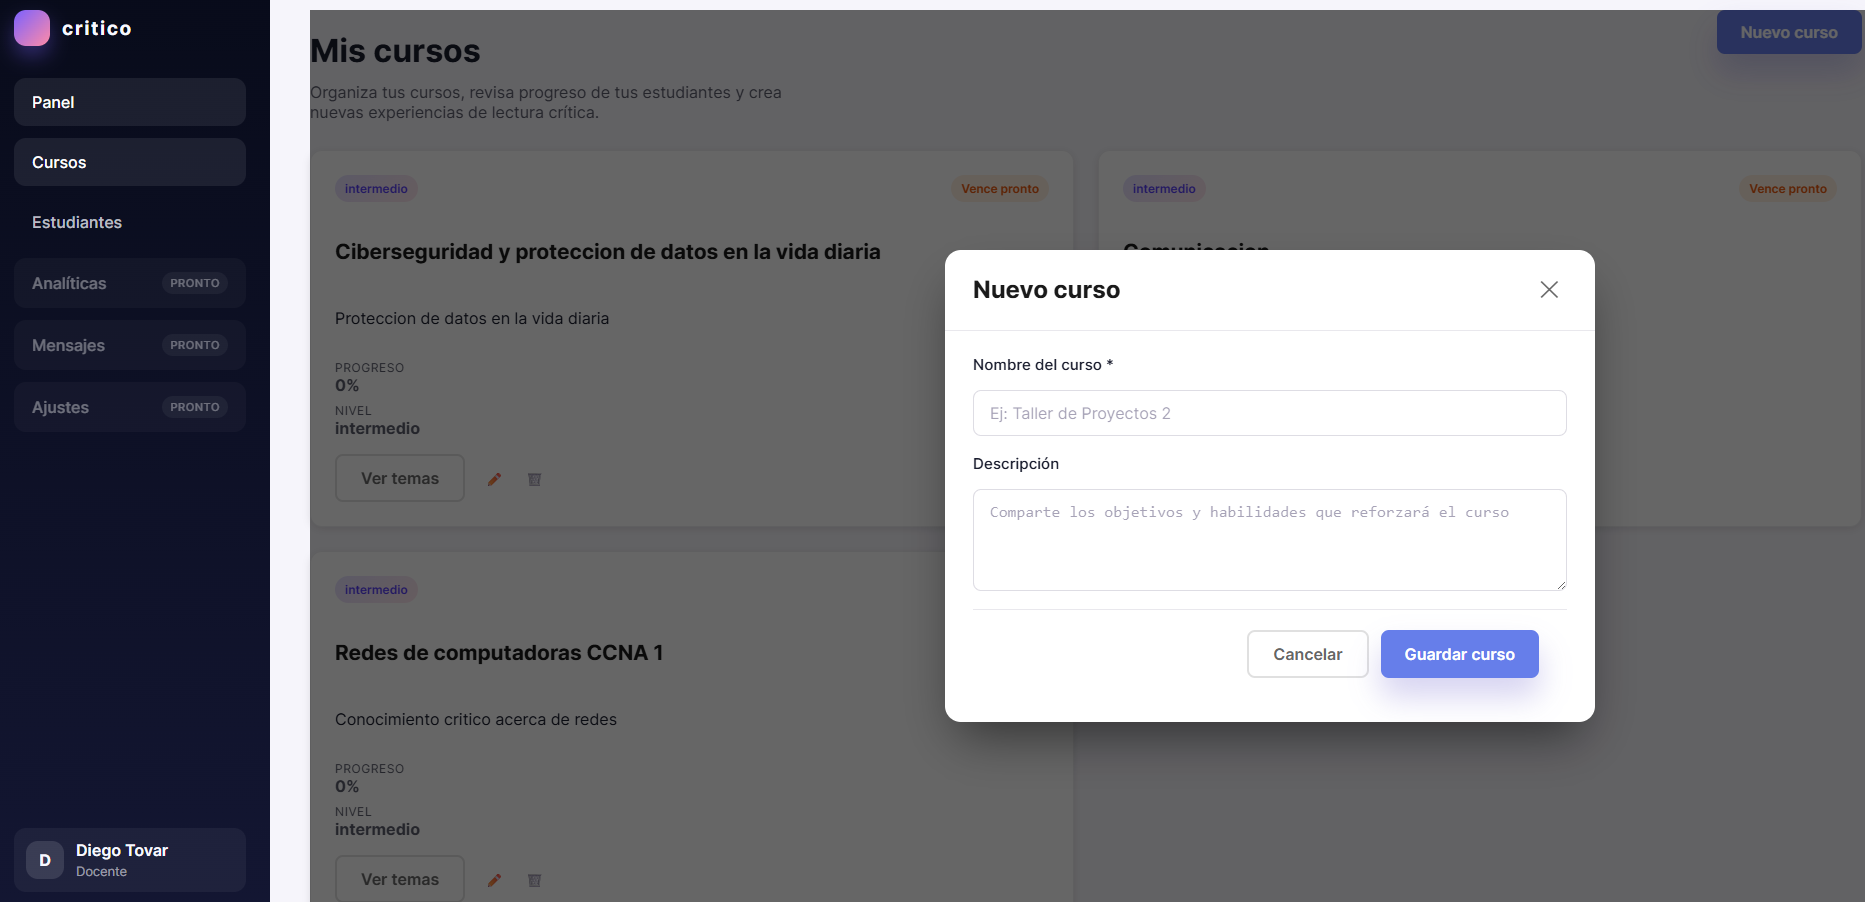 critico
Panel
Cursos
Estudiantes
Analíticas PRONTO
Mensajes PRONTO
Ajustes PRONTO
D
Diego Tovar
Docente
Mis cursos
Nuevo curso
Organiza tus cursos, revisa progreso de tus estudiantes y crea
nuevas experiencias de lectura crítica.
intermedio
Vence pronto
Ciberseguridad y proteccion de datos en la vida diaria
Proteccion de datos en la vida diaria
PROGRESO
0%
NIVEL
intermedio
Ver temas
intermedio
Vence pronto
Comunicacion
intermedio
Redes de computadoras CCNA 1
Conocimiento critico acerca de redes
PROGRESO
0%
NIVEL
intermedio
Ver temas
Nuevo curso
Nombre del curso *
Ej: Taller de Proyectos 2
Descripción
Comparte los objetivos y habilidades que reforzará el curso
Cancelar
Guardar curso